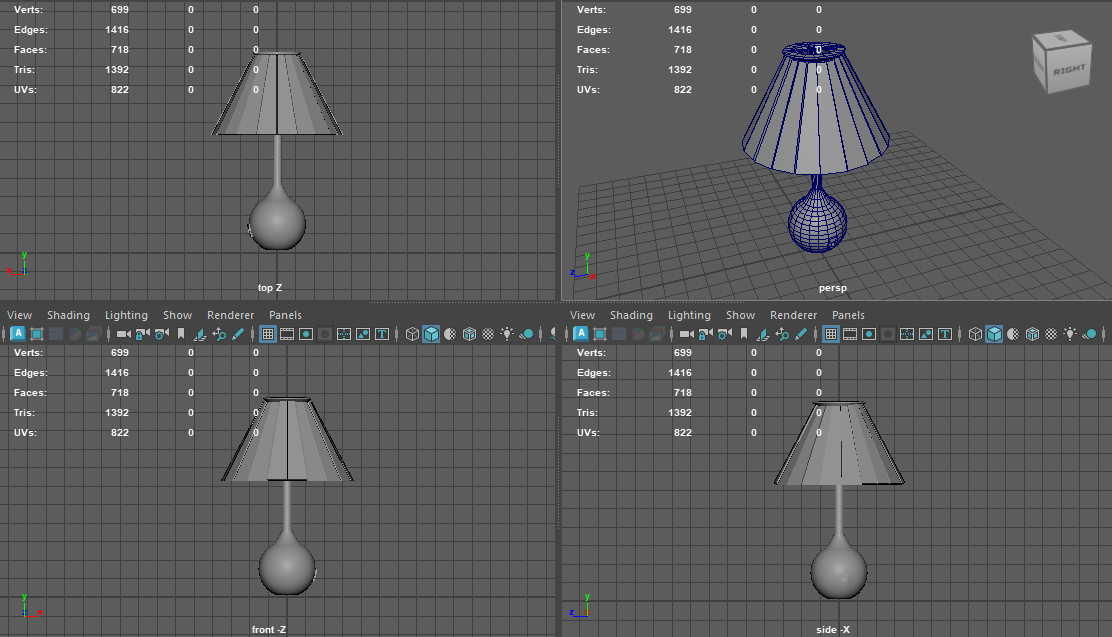 Verts: 699 0 0
Edges: 1416 0 0
Faces: 718 0 0
Tris: 1392 0 0
UVs: 822 0 0
y
x
top Z
Verts: 699 0 0
Edges: 1416 0 0
Faces: 718 0 0
Tris: 1392 0 0
UVs: 822 0 0
RIGHT
y
z
x
persp
View Shading Lighting Show Renderer Panels
A
T
Verts: 699 0 0
Edges: 1416 0 0
Faces: 718 0 0
Tris: 1392 0 0
UVs: 822 0 0
y
x
front -Z
View Shading Lighting Show Renderer Panels
A
T
Verts: 699 0 0
Edges: 1416 0 0
Faces: 718 0 0
Tris: 1392 0 0
UVs: 822 0 0
y
z
side -X